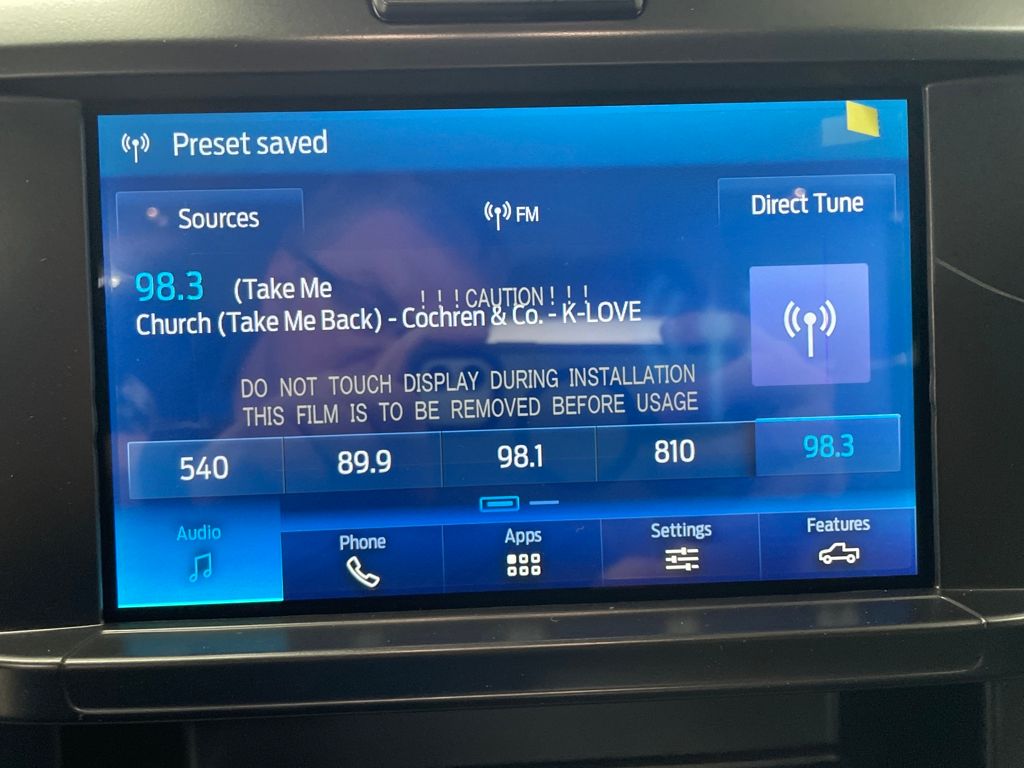 Preset saved
Sources
FM
Direct Tune
98.3 (Take Me
! ! ! CAUTION ! ! !
Church (Take Me Back) - Cochren & Co. - K-LOVE
DO NOT TOUCH DISPLAY DURING INSTALLATION
THIS FILM IS TO BE REMOVED BEFORE USAGE
540 89.9 98.1 810 98.3
Audio Phone Apps Settings Features